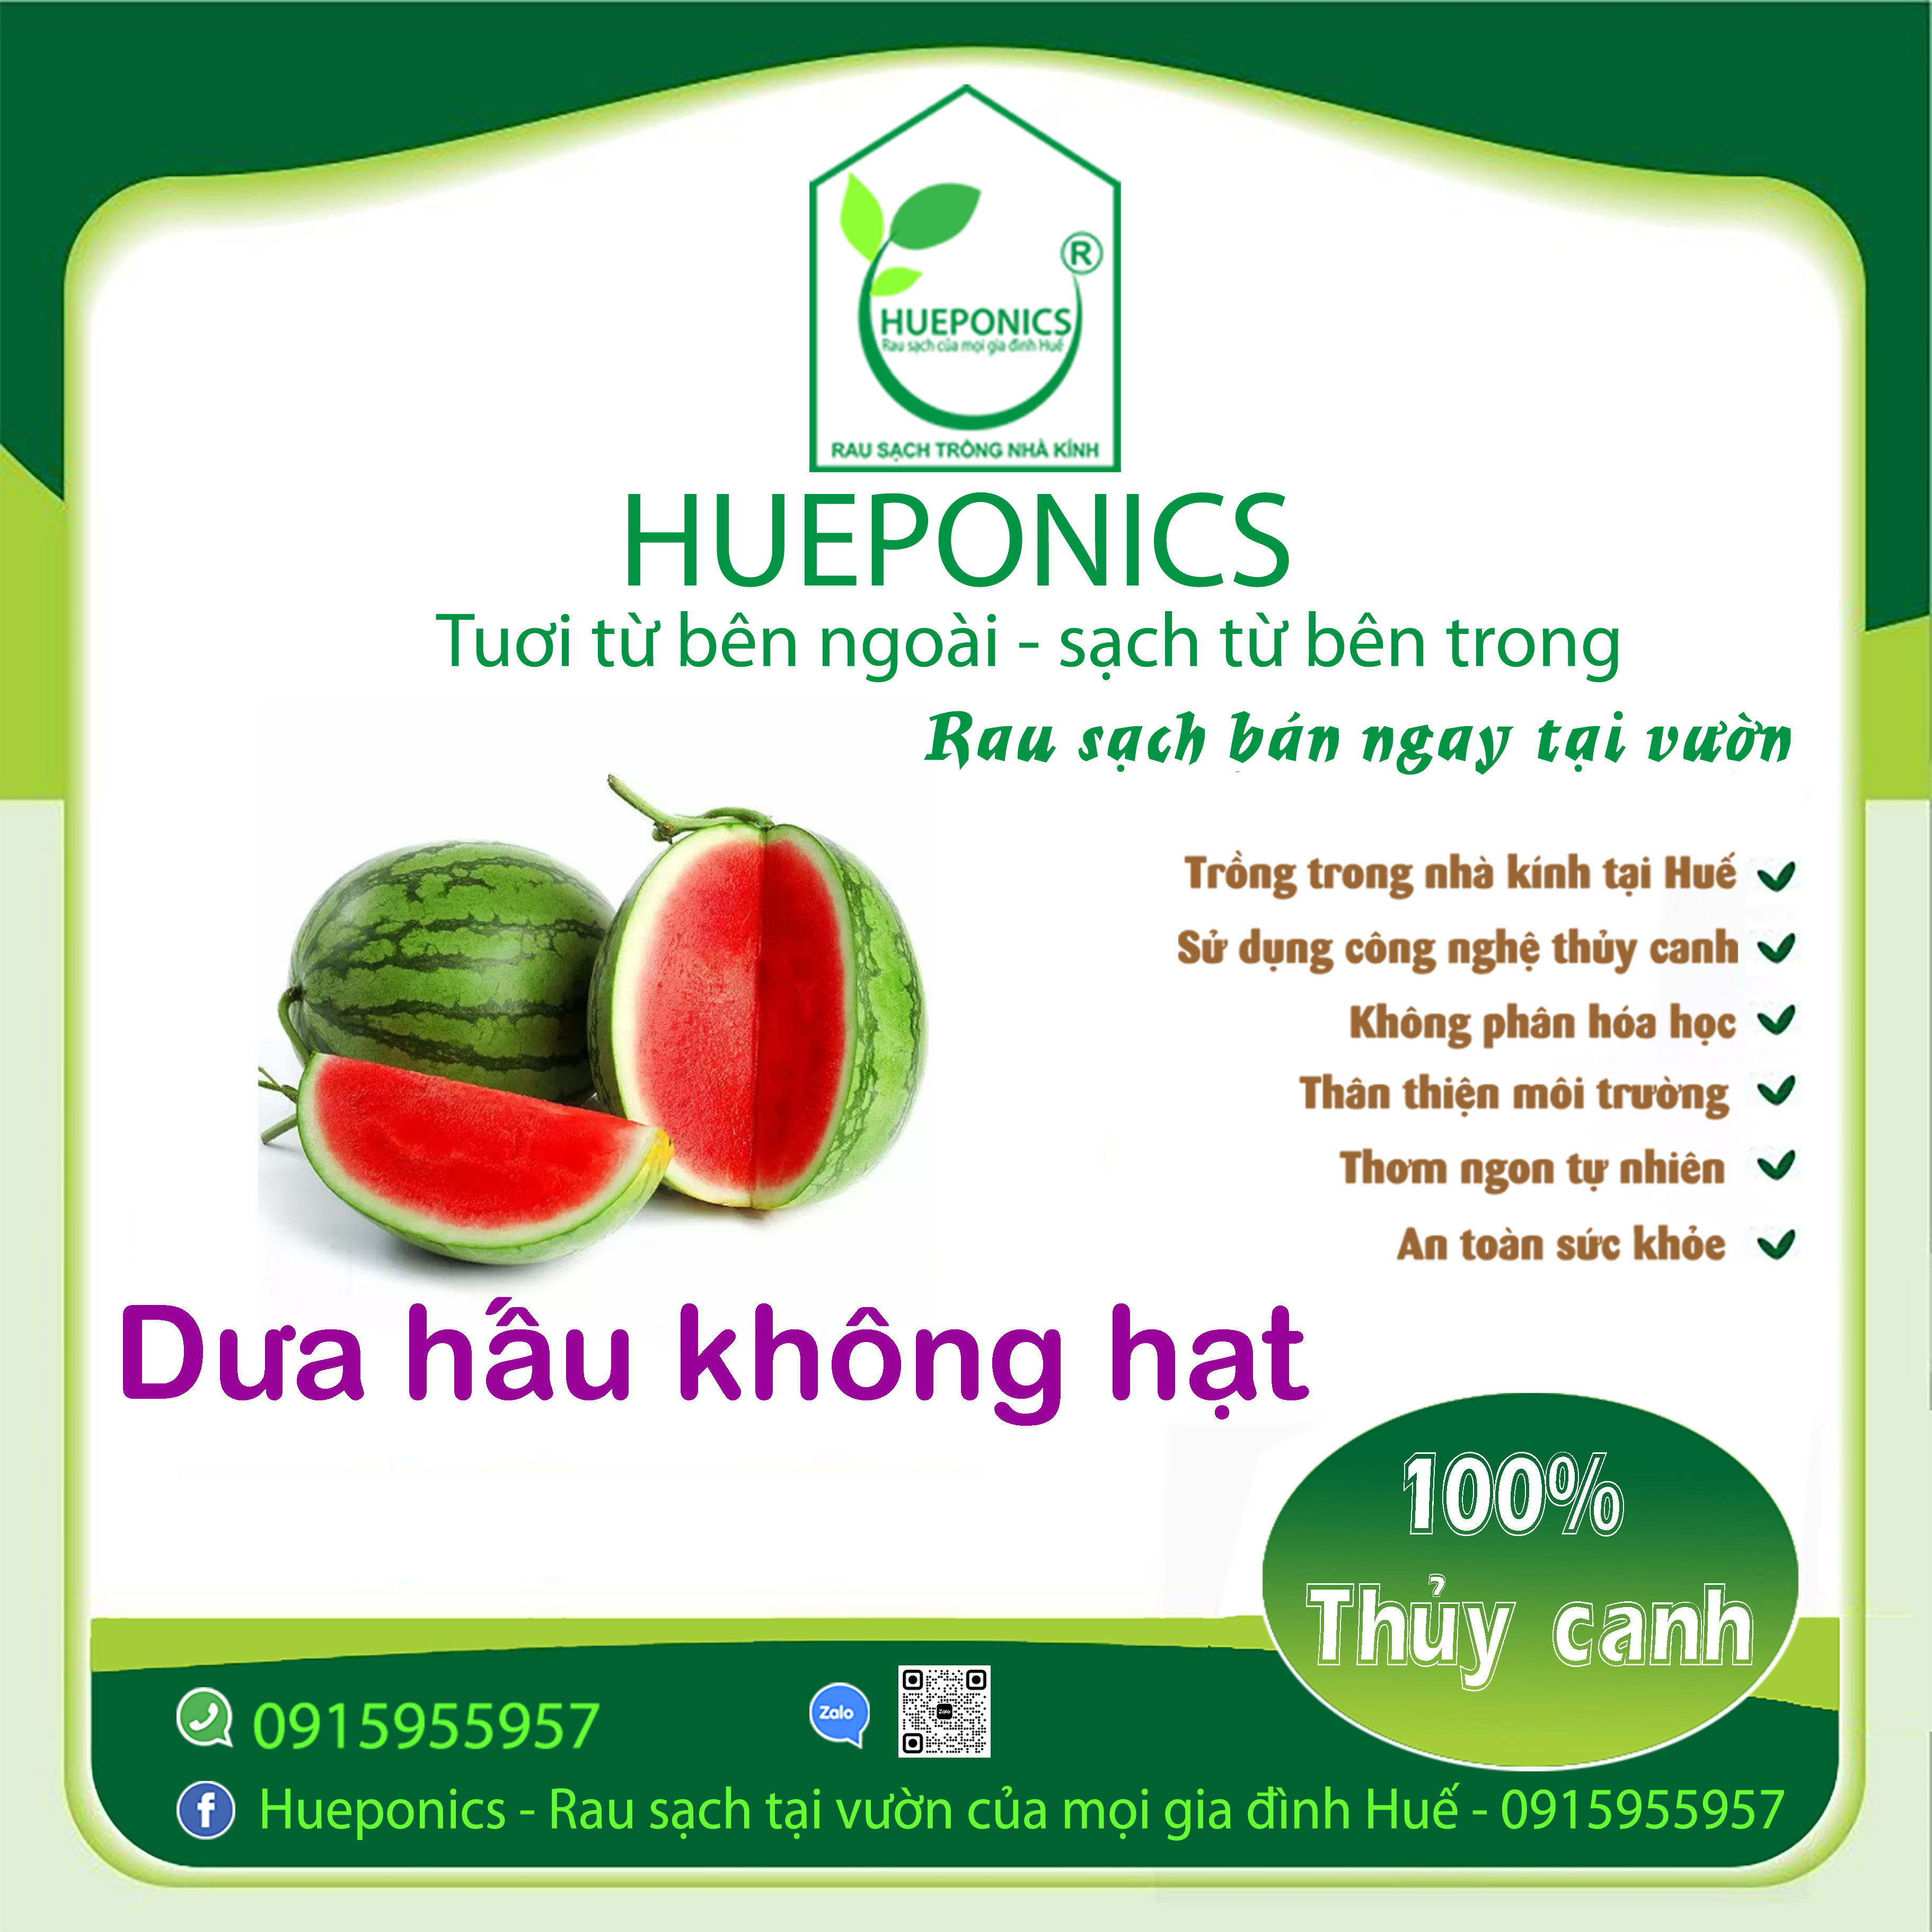 ®
HUEPONICS
Rau sạch của mọi gia đình Huế
RAU SẠCH TRỒNG NHÀ KÍNH
HUEPONICS
Tươi từ bên ngoài - sạch từ bên trong
Rau sạch bán ngay tại vườn
Trồng trong nhà kính tại Huế
Sử dụng công nghệ thủy canh
Không phân hóa học
Thân thiện môi trường
Thơm ngon tự nhiên
An toàn sức khỏe
Dưa hấu không hạt
100%
Thủy canh
0915955957
Zalo
Zalo
Hueponics - Rau sạch tại vườn của mọi gia đình Huế - 0915955957